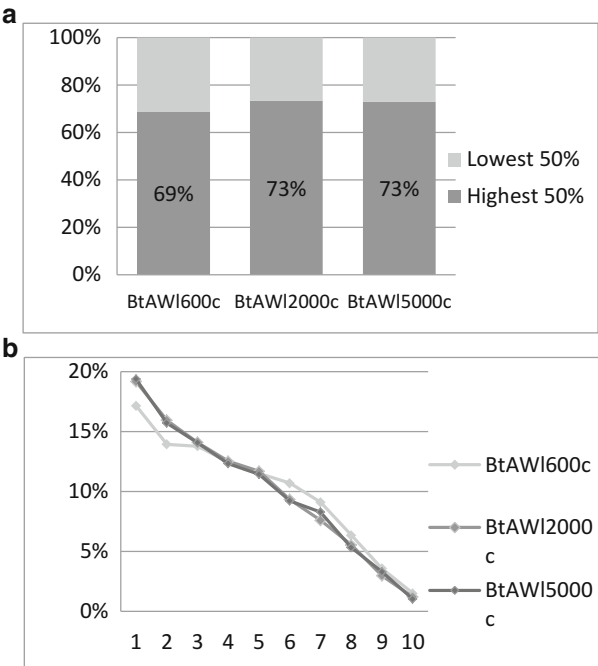 a
100%
80%
60%
40%
20%
0%
69%
73%
73%
BtAWl600c
BtAWl2000c
BtAWl5000c
Lowest 50%
Highest 50%
b
20%
15%
10%
5%
0%
1 2 3 4 5 6 7 8 9 10
BtAWl600c
BtAWl2000
c
BtAWl5000
c